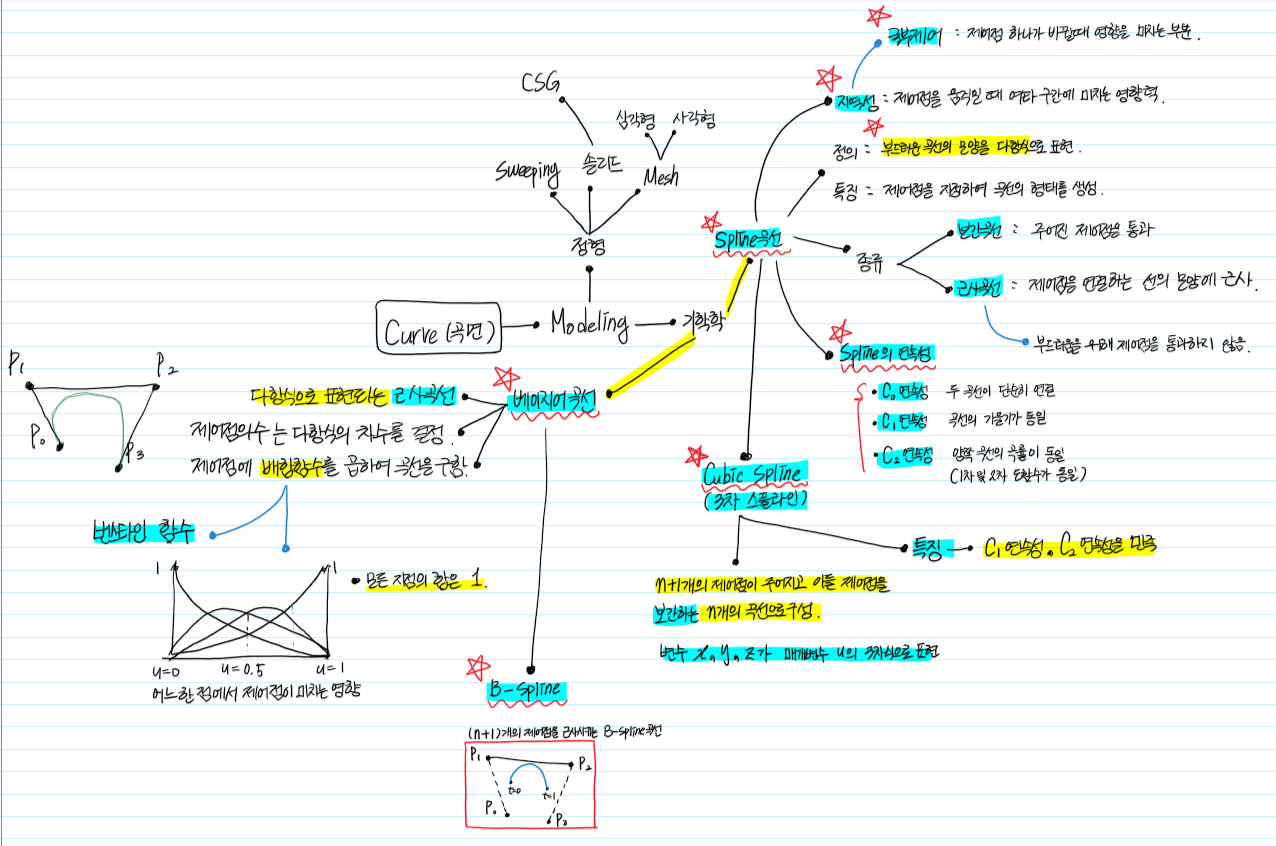 국부제어 : 제어점 하나가 바뀔때 영향을 미치는 부분.
지역성 : 제어점을 움직일 때 여타 구간에 미치는 영향력.
정의 : 부드러운 곡선의 모양을 다항식으로 표현.
특징 : 제어점을 지정하여 곡선의 형태를 생성.
CSG
삼각형 사각형
Sweeping 솔리드 Mesh
정형
Spline곡선
종류
보간곡선 : 주어진 제어점을 통과
근사곡선 : 제어점을 연결하는 선의 모양에 근사.
부드러움을 위해 제어점을 통과하지 않음.
Curve (곡면) Modeling 기하학
Spline의 연속성
C₀ 연속성 두 곡선이 단순히 연결
C₁ 연속성 곡선의 기울기가 동일
C₂ 연속성 양쪽 곡선의 곡률이 동일
(1차 및 2차 도함수가 동일)
P₁ P₂
P₀ P₃
베이지어 곡선
다항식으로 표현되는 근사곡선
제어점의수는 다항식의 차수를 결정.
제어점에 배합함수를 곱하여 곡선을 구함.
번스타인 함수
1 1
모든 지점의 합은 1.
u=0 u=0.5 u=1
어느한 점에서 제어점이 미치는 영향
Cubic Spline
(3차 스플라인)
특징 C₁ 연속성, C₂ 연속성을 만족
n+1개의 제어점이 주어지고 이들 제어점을
보간하는 n개의 곡선으로 구성.
변수 x, y, z가 매개변수 u의 3차식으로 표현
B-Spline
(n+1)개의 제어점을 근사시키는 B-Spline곡선
P₁ P₂
t=0 t=1
P₀ P₃